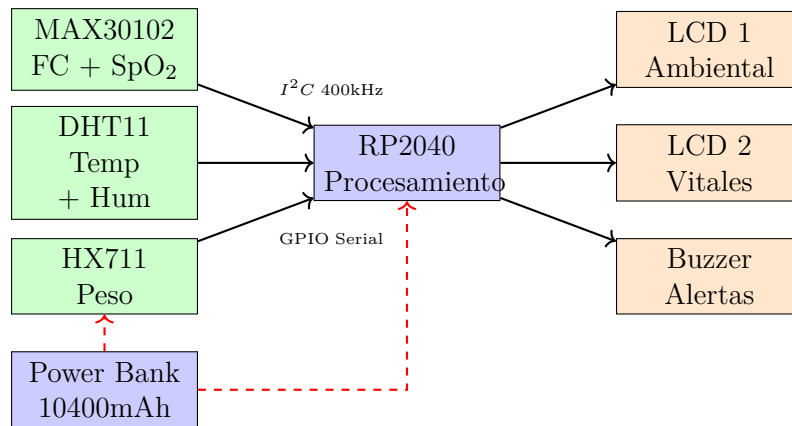 MAX30102
FC + SpO₂
DHT11
Temp
+ Hum
HX711
Peso
Power Bank
10400mAh
I²C 400kHz
GPIO Serial
RP2040
Procesamiento
LCD 1
Ambiental
LCD 2
Vitales
Buzzer
Alertas